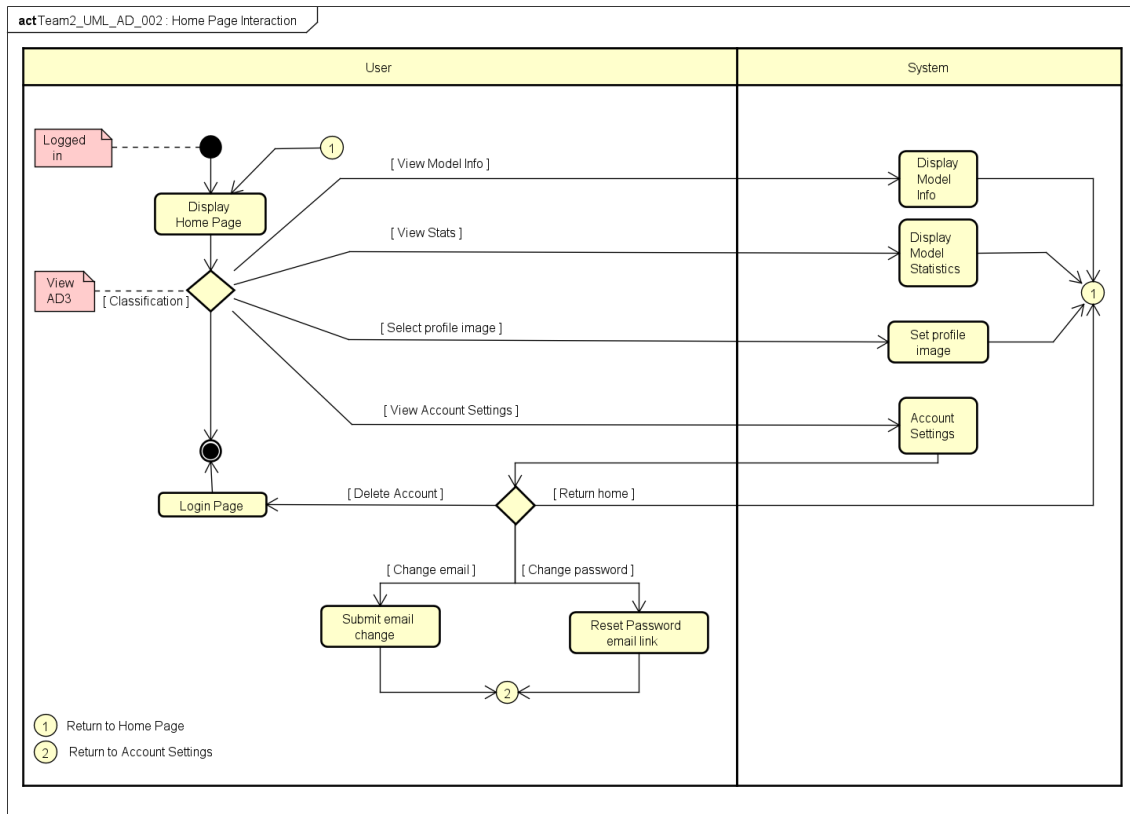 act Team2_UML_AD_002 : Home Page Interaction
User
System
Logged
in
1
[ View Model Info ]
Display
Model
Info
Display
Home Page
[ View Stats ]
Display
Model
Statistics
View
AD3
[ Classification ]
1
[ Select profile image ]
Set profile
image
[ View Account Settings ]
Account
Settings
Login Page
[ Delete Account ]
[ Return home ]
[ Change email ]
[ Change password ]
Submit email
change
Reset Password
email link
2
1 Return to Home Page
2 Return to Account Settings